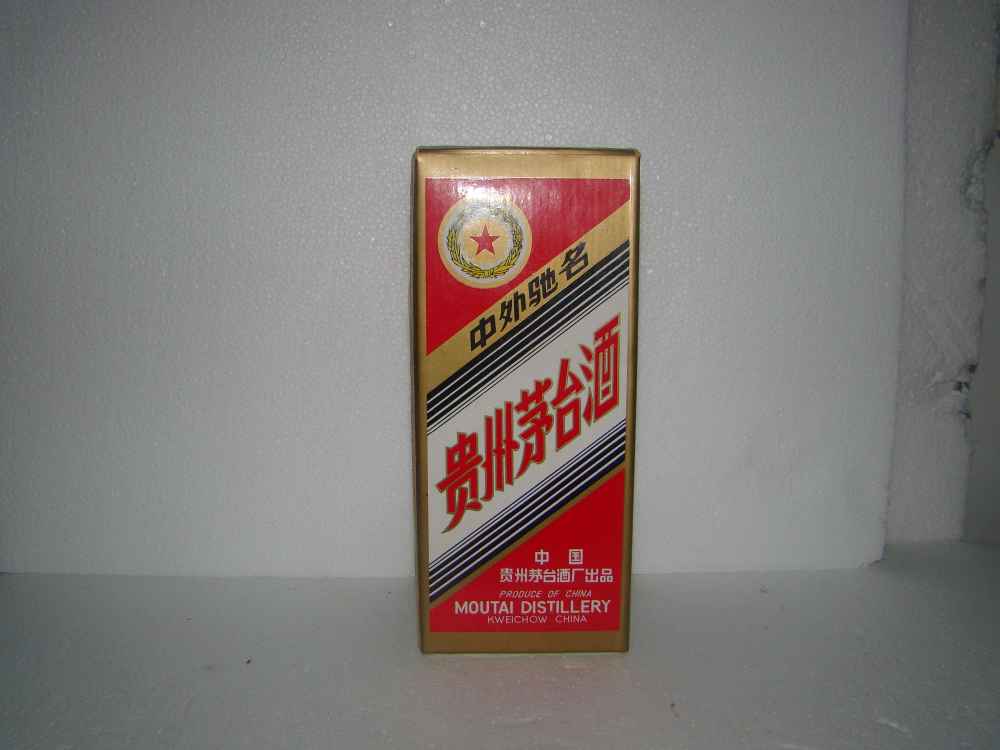 中外驰名
贵州茅台酒
中国
贵州茅台酒厂出品
PRODUCE OF CHINA
MOUTAI DISTILLERY
KWEICHOW CHINA